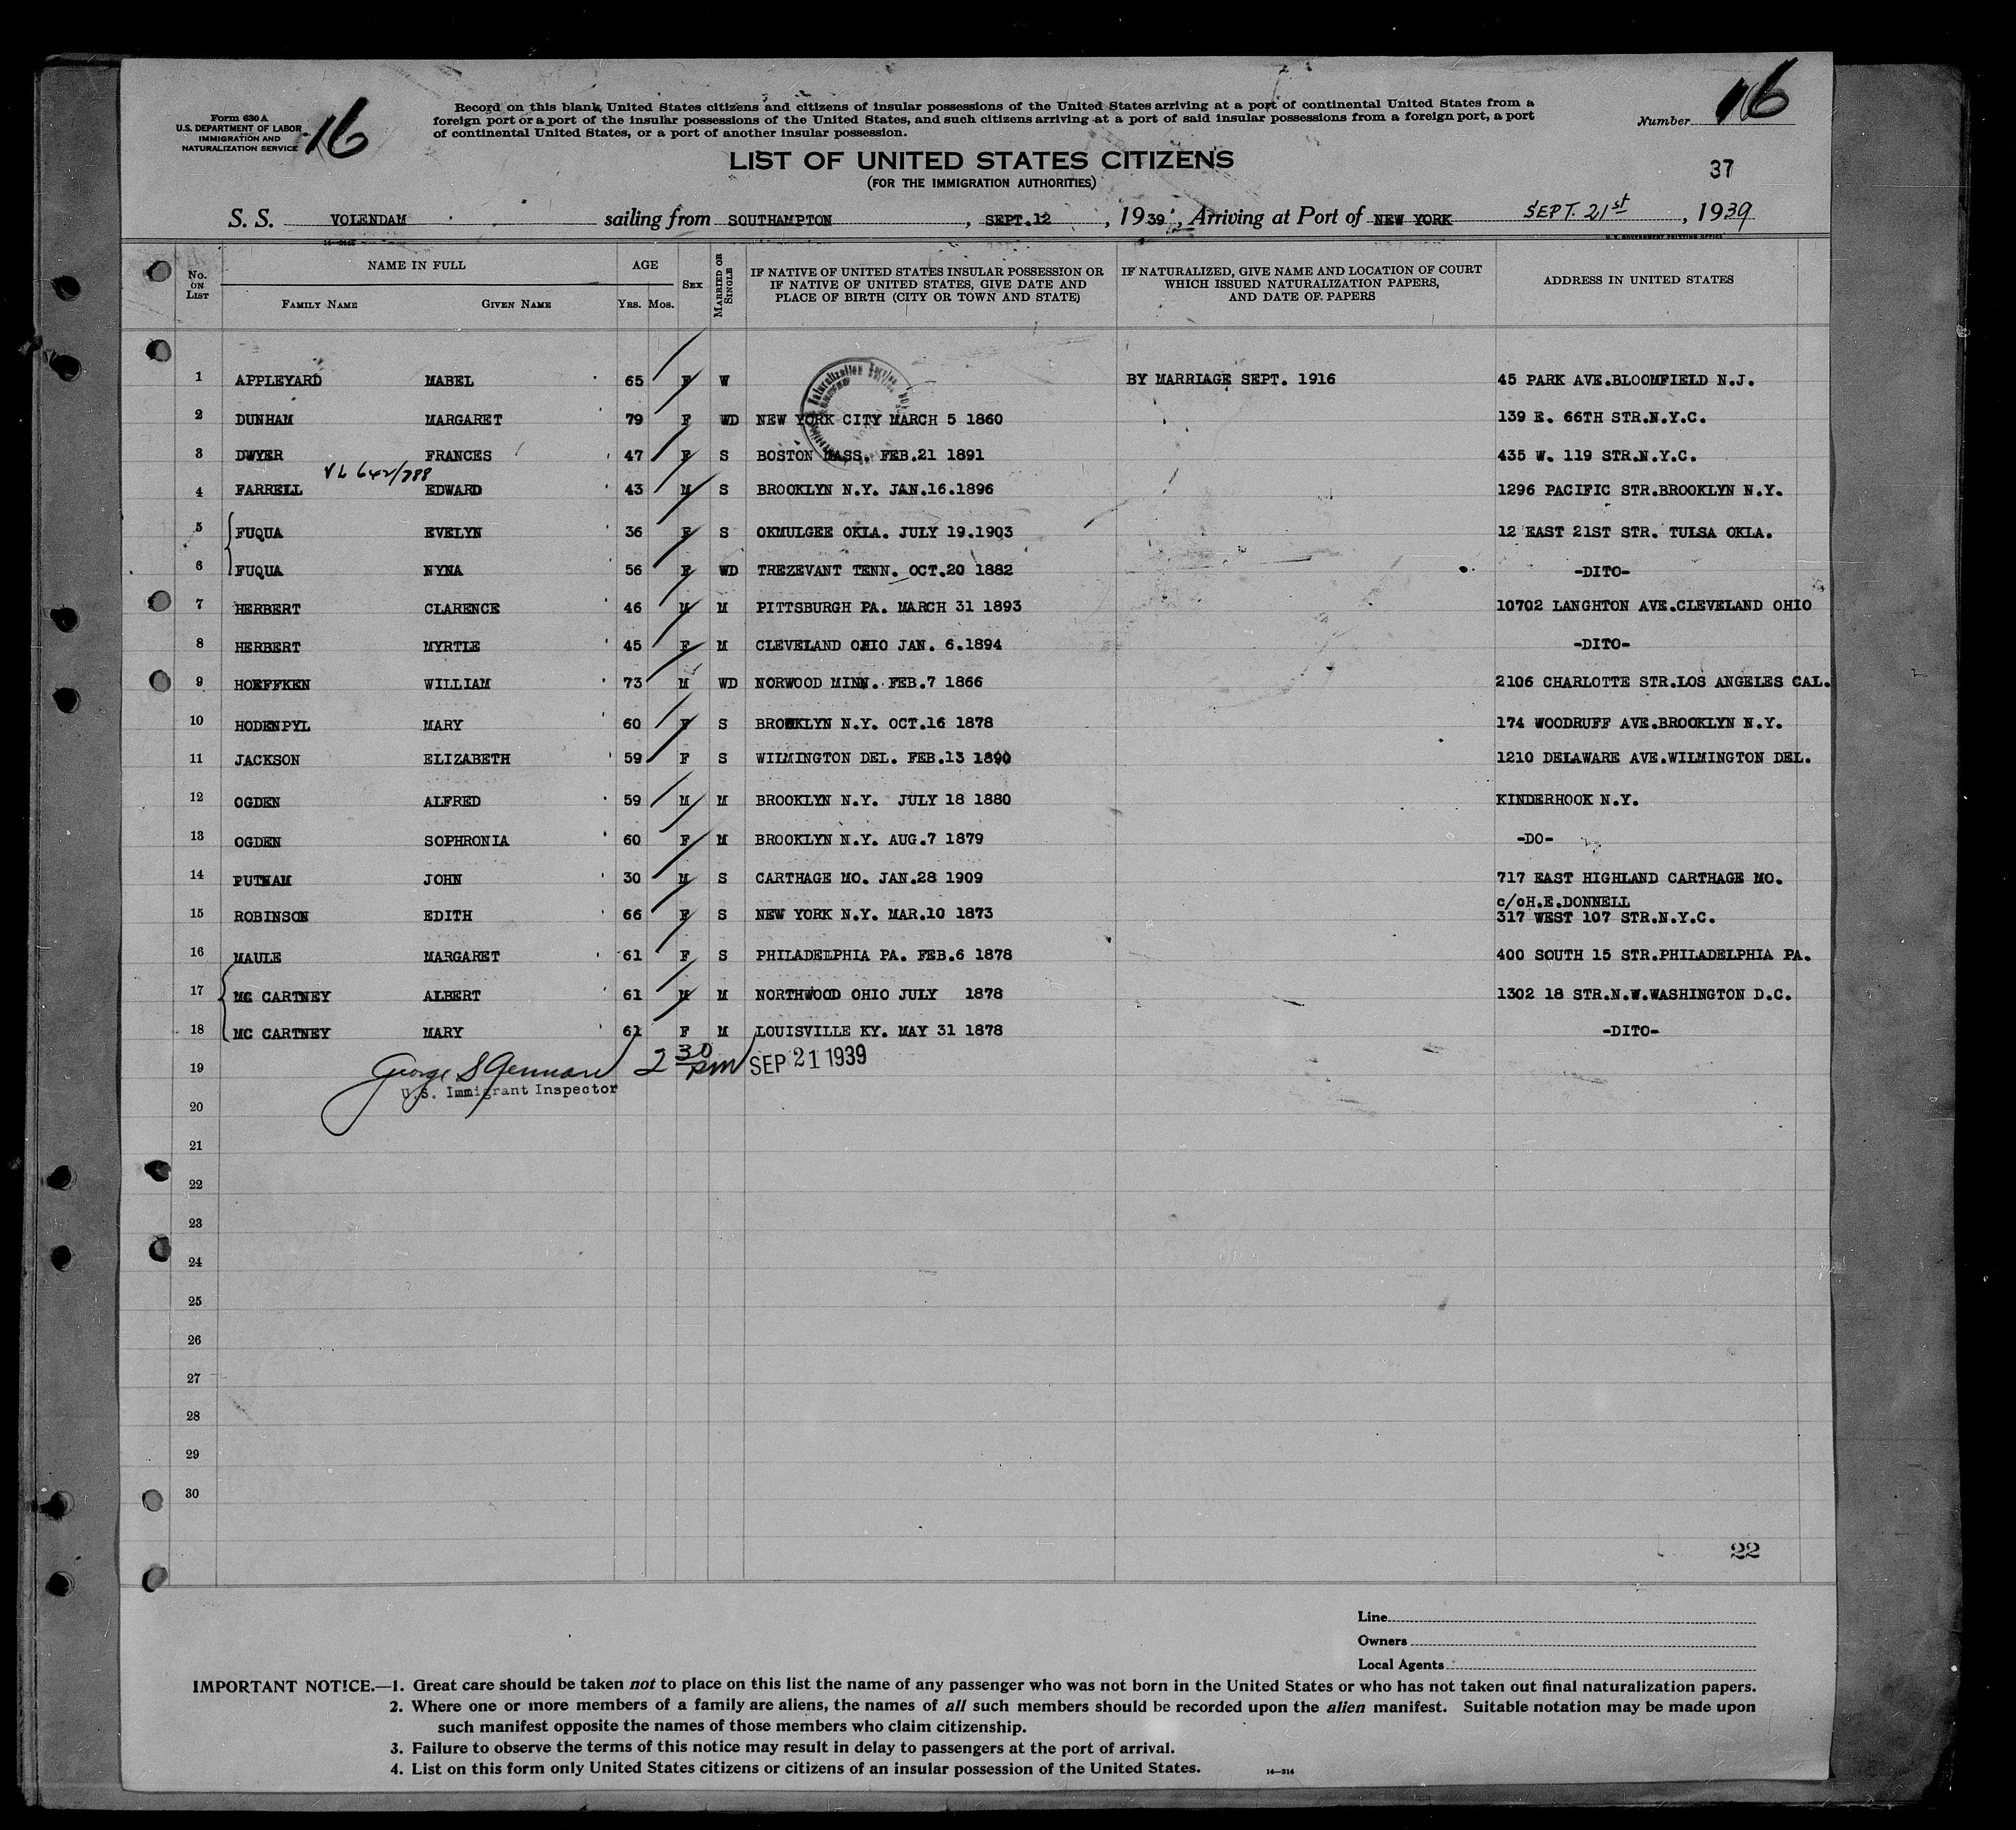 Form 630 A
U.S. DEPARTMENT OF LABOR
IMMIGRATION AND
NATURALIZATION SERVICE
16
Record on this blank United States citizens and citizens of insular possessions of the United States arriving at a port of continental United States from a
foreign port or a port of the insular possessions of the United States, and such citizens arriving at a port of said insular possessions from a foreign port, a port
of continental United States, or a port of another insular possession.
Number 16
LIST OF UNITED STATES CITIZENS
(FOR THE IMMIGRATION AUTHORITIES)
37
S. S. VOLENDAM sailing from SOUTHAMPTON, SEPT.12, 1939, Arriving at Port of NEW YORK SEPT. 21st, 1939
U.S. GOVERNMENT PRINTING OFFICE
No. ON LIST
NAME IN FULL
FAMILY NAME GIVEN NAME
AGE
YRS. MOS.
SEX
MARRIED OR SINGLE
IF NATIVE OF UNITED STATES INSULAR POSSESSION OR
IF NATIVE OF UNITED STATES, GIVE DATE AND
PLACE OF BIRTH (CITY OR TOWN AND STATE)
IF NATURALIZED, GIVE NAME AND LOCATION OF COURT
WHICH ISSUED NATURALIZATION PAPERS,
AND DATE OF PAPERS
ADDRESS IN UNITED STATES
1 APPLEYARD MABEL 65 F W BY MARRIAGE SEPT. 1916 45 PARK AVE.BLOOMFIELD N.J.
2 DUNHAM MARGARET 79 F WD NEW YORK CITY MARCH 5 1860 139 E. 66TH STR.N.Y.C.
3 DWYER FRANCES 47 F S BOSTON MASS. FEB.21 1891 435 W. 119 STR.N.Y.C.
VL 642/788
4 FARRELL EDWARD 43 M S BROOKLYN N.Y. JAN.16.1896 1296 PACIFIC STR.BROOKLYN N.Y.
5 FUQUA EVELYN 36 F S OKMULGEE OKLA. JULY 19.1903 12 EAST 21ST STR. TULSA OKLA.
6 FUQUA NYNA 56 F WD TREZEVANT TENN. OCT.20 1882 -DITO-
7 HERBERT CLARENCE 46 M M PITTSBURGH PA. MARCH 31 1893 10702 LANGHTON AVE.CLEVELAND OHIO
8 HERBERT MYRTLE 45 F M CLEVELAND OHIO JAN. 6.1894 -DITO-
9 HOEFFKEN WILLIAM 73 M WD NORWOOD MINN. FEB.7 1866 2106 CHARLOTTE STR.LOS ANGELES CAL.
10 HODENPYL MARY 60 F S BROOKLYN N.Y. OCT.16 1878 174 WOODRUFF AVE.BROOKLYN N.Y.
11 JACKSON ELIZABETH 59 F S WILMINGTON DEL. FEB.13 1890 1210 DELAWARE AVE.WILMINGTON DEL.
12 OGDEN ALFRED 59 M M BROOKLYN N.Y. JULY 18 1880 KINDERHOOK N.Y.
13 OGDEN SOPHRONIA 60 F M BROOKLYN N.Y. AUG.7 1879 -DO-
14 PUTNAM JOHN 30 M S CARTHAGE MO. JAN.28 1909 717 EAST HIGHLAND CARTHAGE MO.
c/oH.E.DONNELL
15 ROBINSON EDITH 66 F S NEW YORK N.Y. MAR.10 1873 317 WEST 107 STR.N.Y.C.
16 MAULE MARGARET 61 F S PHILADELPHIA PA. FEB.6 1878 400 SOUTH 15 STR.PHILADELPHIA PA.
17 MC CARTNEY ALBERT 61 M M NORTHWOOD OHIO JULY 1878 1302 18 STR.N.W.WASHINGTON D.C.
18 MC CARTNEY MARY 61 F M LOUISVILLE KY. MAY 31 1878 -DITO-
19 George S 2 30 pm SEP 21 1939
U.S. Immigrant Inspector
20
21
22
23
24
25
26
27
28
29
30
22
Line
Owners
Local Agents
IMPORTANT NOTICE.—1. Great care should be taken not to place on this list the name of any passenger who was not born in the United States or who has not taken out final naturalization papers.
2. Where one or more members of a family are aliens, the names of all such members should be recorded upon the alien manifest. Suitable notation may be made upon
such manifest opposite the names of those members who claim citizenship.
3. Failure to observe the terms of this notice may result in delay to passengers at the port of arrival.
4. List on this form only United States citizens or citizens of an insular possession of the United States.
14—214